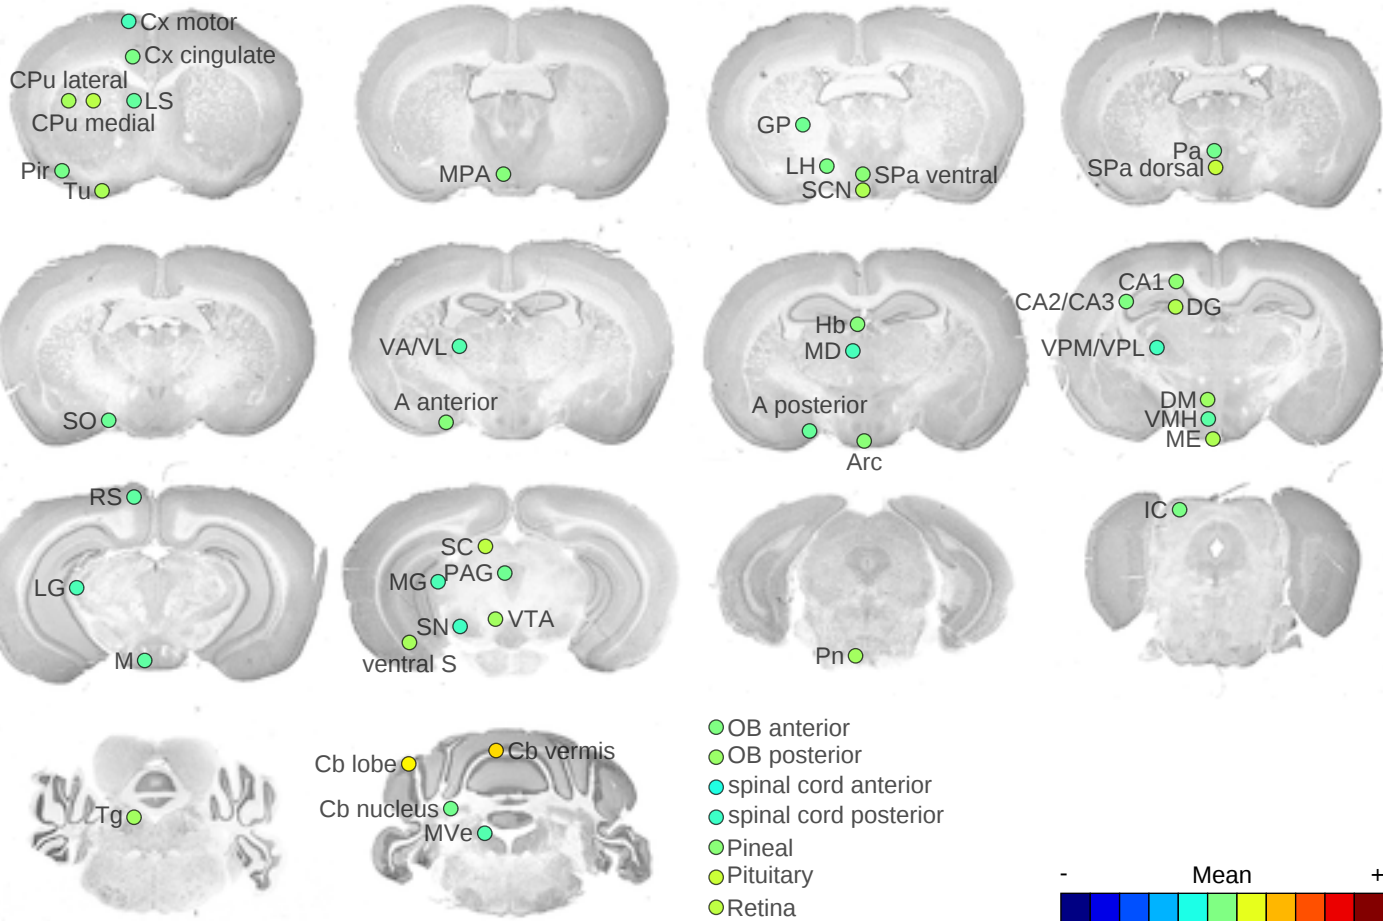 Cx motor
Cx cingulate
CPu lateral
LS
CPu medial
Pir
Tu
MPA
GP
LH
SPa ventral
SCN
Pa
SPa dorsal
SO
VA/VL
A anterior
Hb
MD
A posterior
Arc
CA1
CA2/CA3
DG
VPM/VPL
DM
VMH
ME
RS
LG
M
SC
MG
PAG
SN
VTA
ventral S
Pn
IC
Tg
Cb lobe
Cb vermis
Cb nucleus
MVe
OB anterior
OB posterior
spinal cord anterior
spinal cord posterior
Pineal
Pituitary
Retina
- Mean +